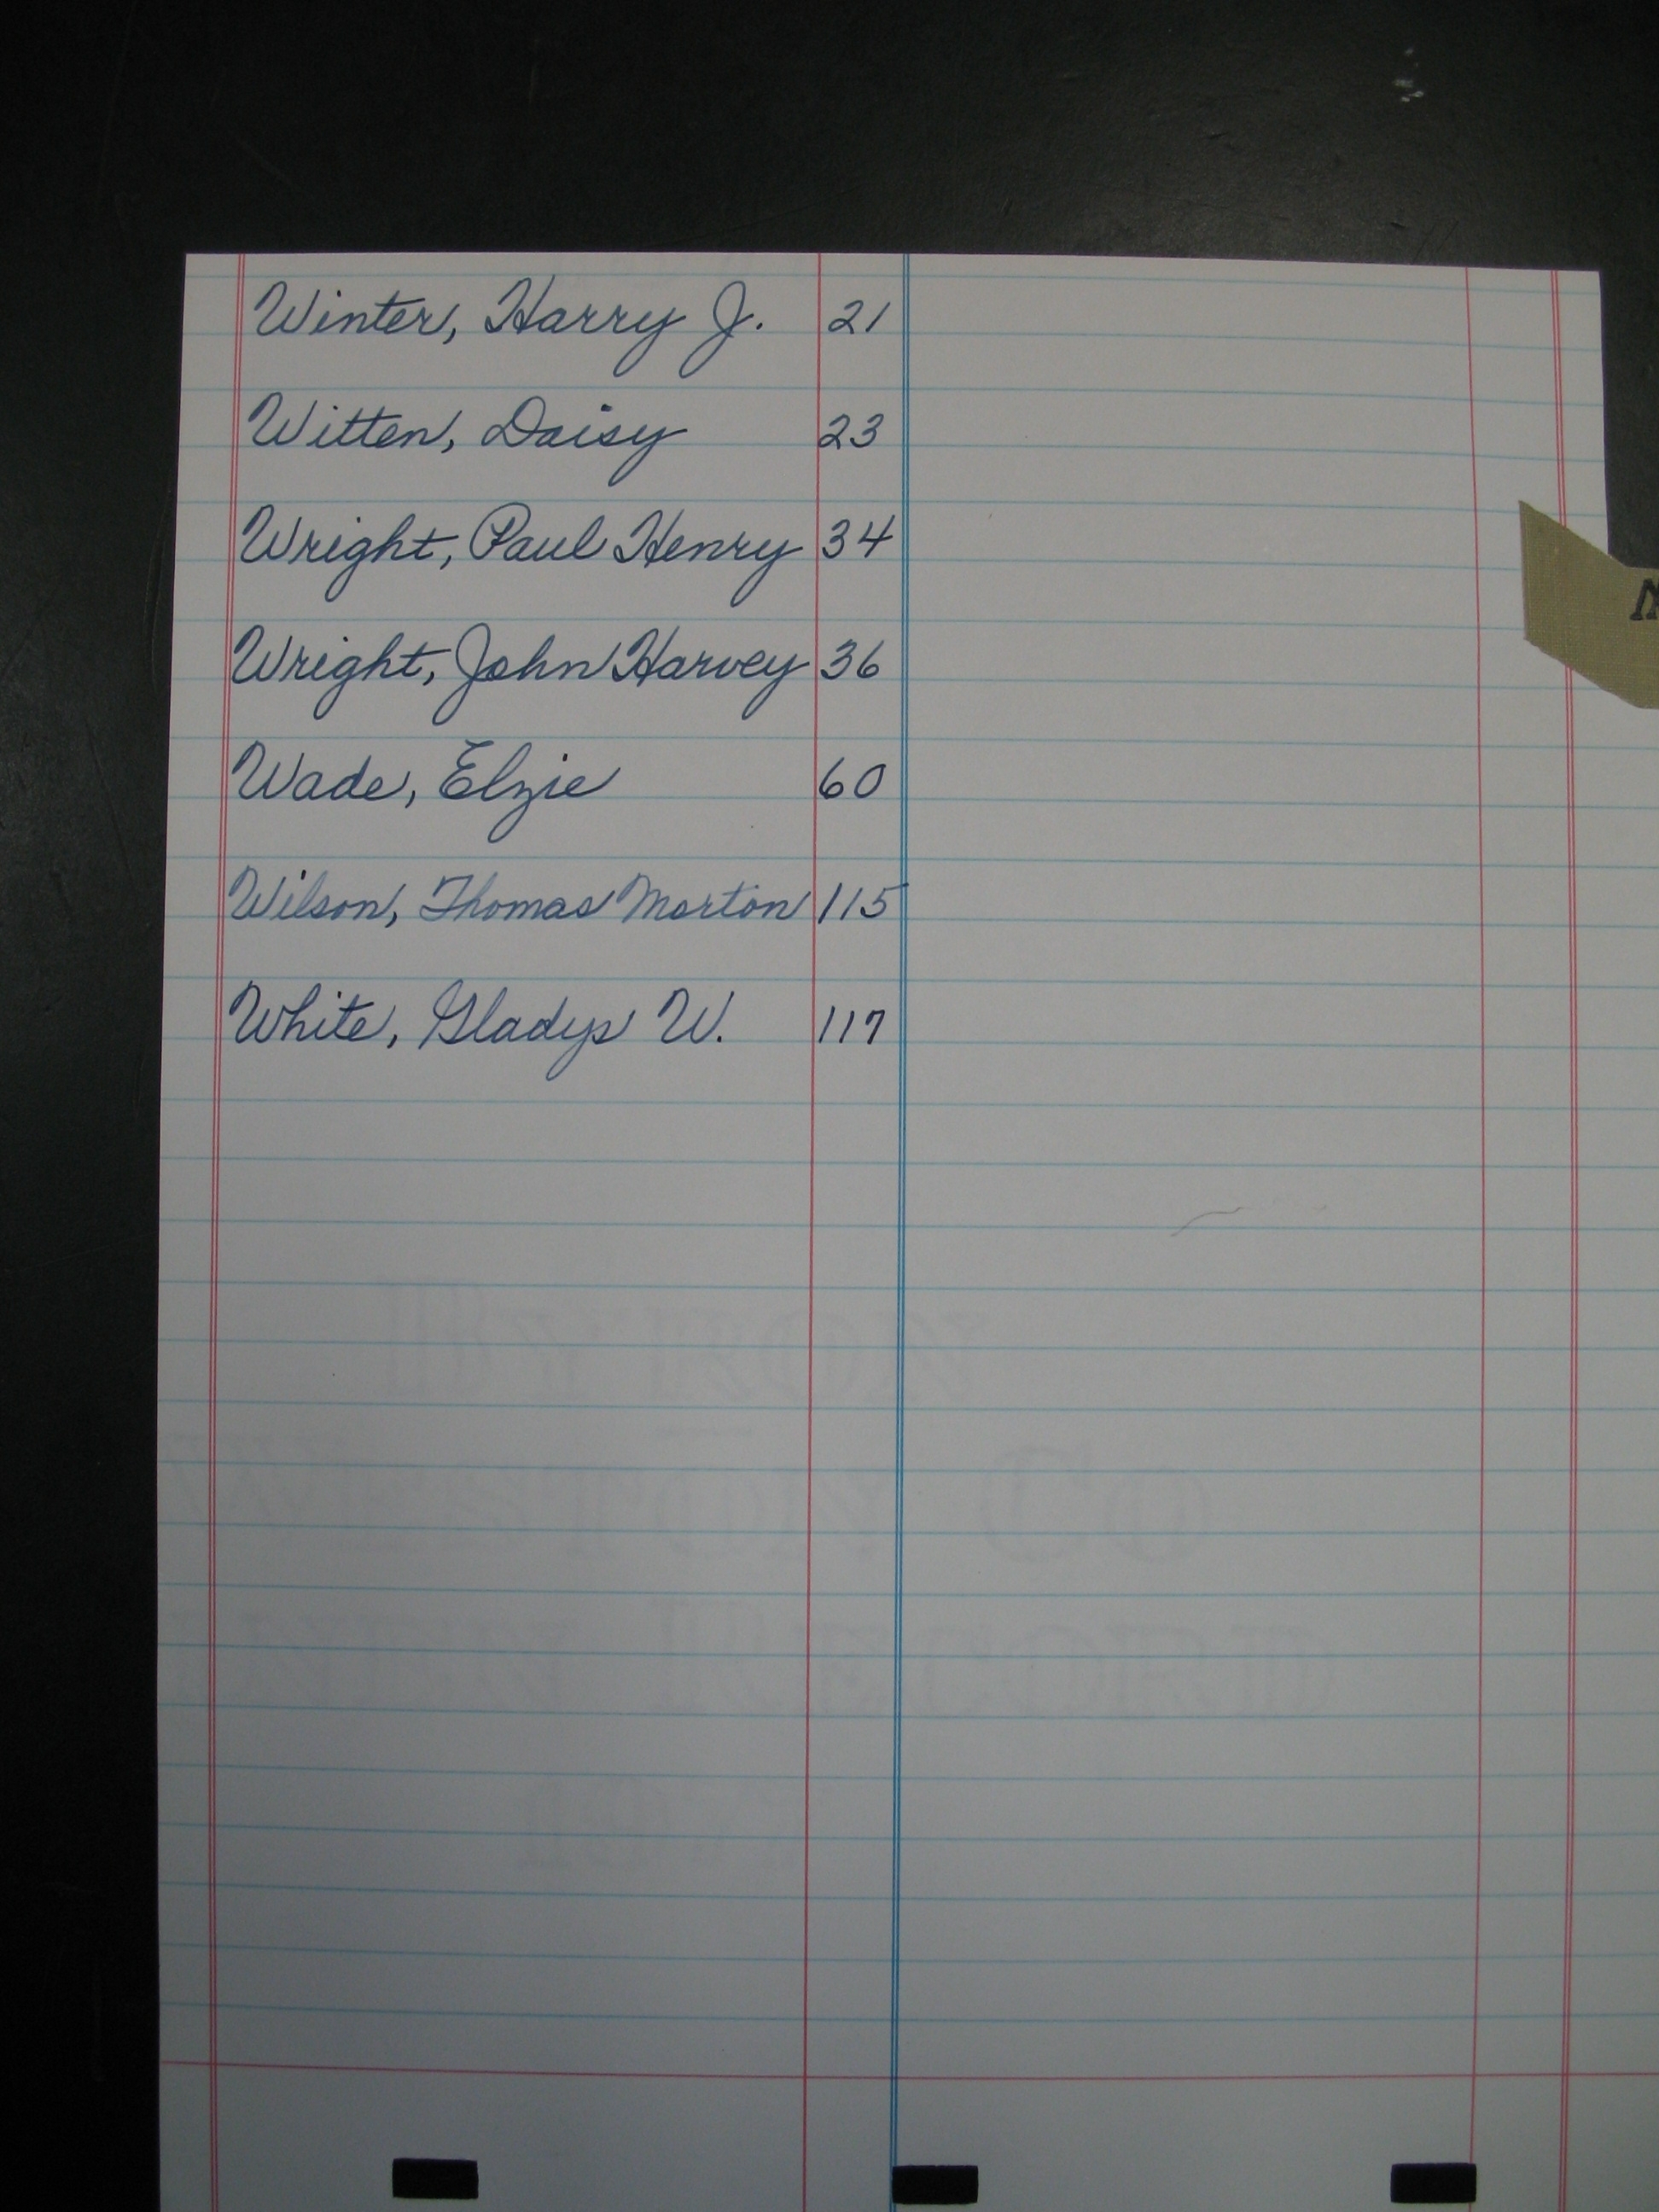 Winter, Harry J. 21
Witten, Daisy 23
Wright, Paul Henry 34
Wright, John Harvey 36
Wade, Elzie 60
Wilson, Thomas Morton 115
White, Gladys W. 117